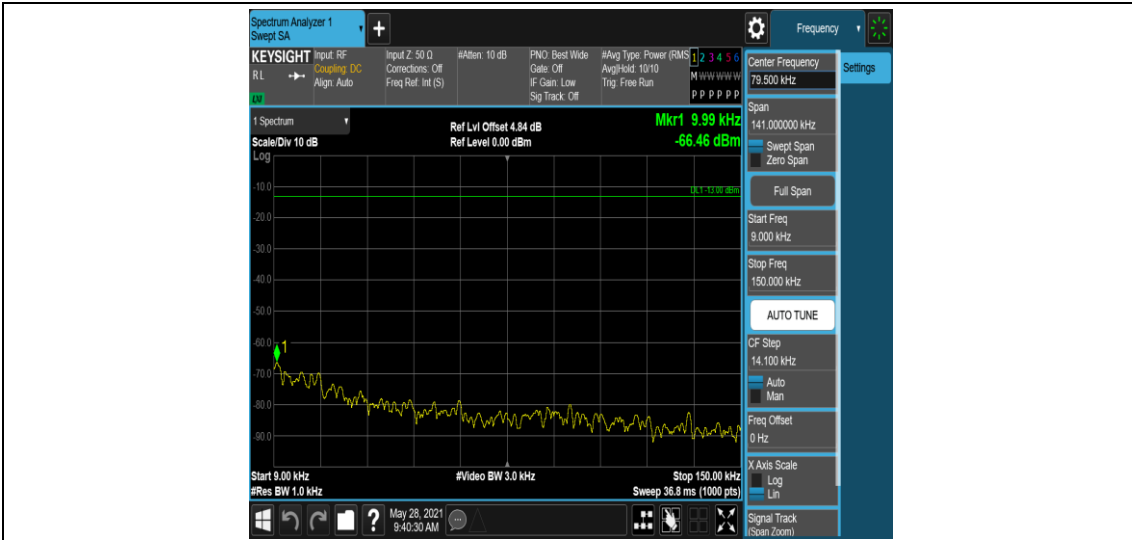 Spectrum Analyzer 1
Swept SA
+
Frequency
KEYSIGHT
RL
LXI
Input: RF
Coupling: DC
Align: Auto
Input Z: 50 Ω
Corrections: Off
Freq Ref: Int (S)
#Atten: 10 dB
PNO: Best Wide
Gate: Off
IF Gain: Low
Sig Track: Off
#Avg Type: Power (RMS
Avg|Hold: 10/10
Trig: Free Run
1 2 3 4 5 6
M W W W W W
P P P P P P
1 Spectrum
Scale/Div 10 dB
Log
Ref Lvl Offset 4.84 dB
Ref Level 0.00 dBm
Mkr1 9.99 kHz
-66.46 dBm
DL1 -13.00 dBm
-10.0
-20.0
-30.0
-40.0
-50.0
-60.0
1
-70.0
-80.0
-90.0
Start 9.00 kHz
#Res BW 1.0 kHz
#Video BW 3.0 kHz
Stop 150.00 kHz
Sweep 36.8 ms (1000 pts)
Center Frequency
79.500 kHz
Settings
Span
141.000000 kHz
Swept Span
Zero Span
Full Span
Start Freq
9.000 kHz
Stop Freq
150.000 kHz
AUTO TUNE
CF Step
14.100 kHz
Auto
Man
Freq Offset
0 Hz
X Axis Scale
Log
Lin
Signal Track
(Span Zoom)
?
May 28, 2021
9:40:30 AM